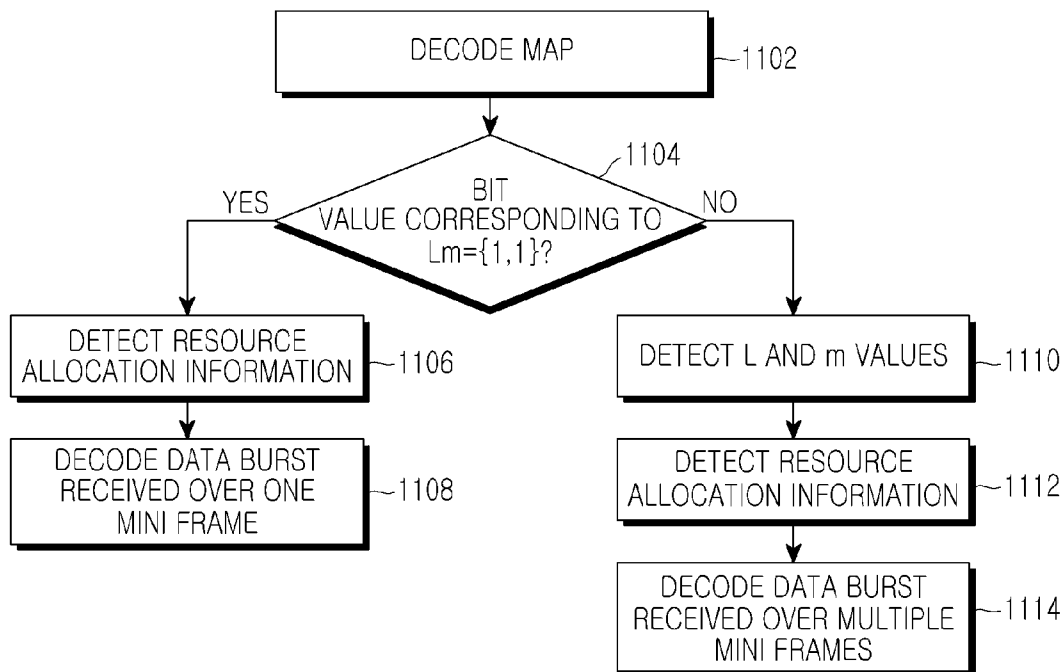 DECODE MAP
1102
1104
BIT
VALUE CORRESPONDING TO
Lm={1,1}?
YES
NO
DETECT RESOURCE
ALLOCATION INFORMATION
1106
DECODE DATA BURST
RECEIVED OVER ONE
MINI FRAME
1108
DETECT L AND m VALUES
1110
DETECT RESOURCE
ALLOCATION INFORMATION
1112
DECODE DATA BURST
RECEIVED OVER MULTIPLE
MINI FRAMES
1114